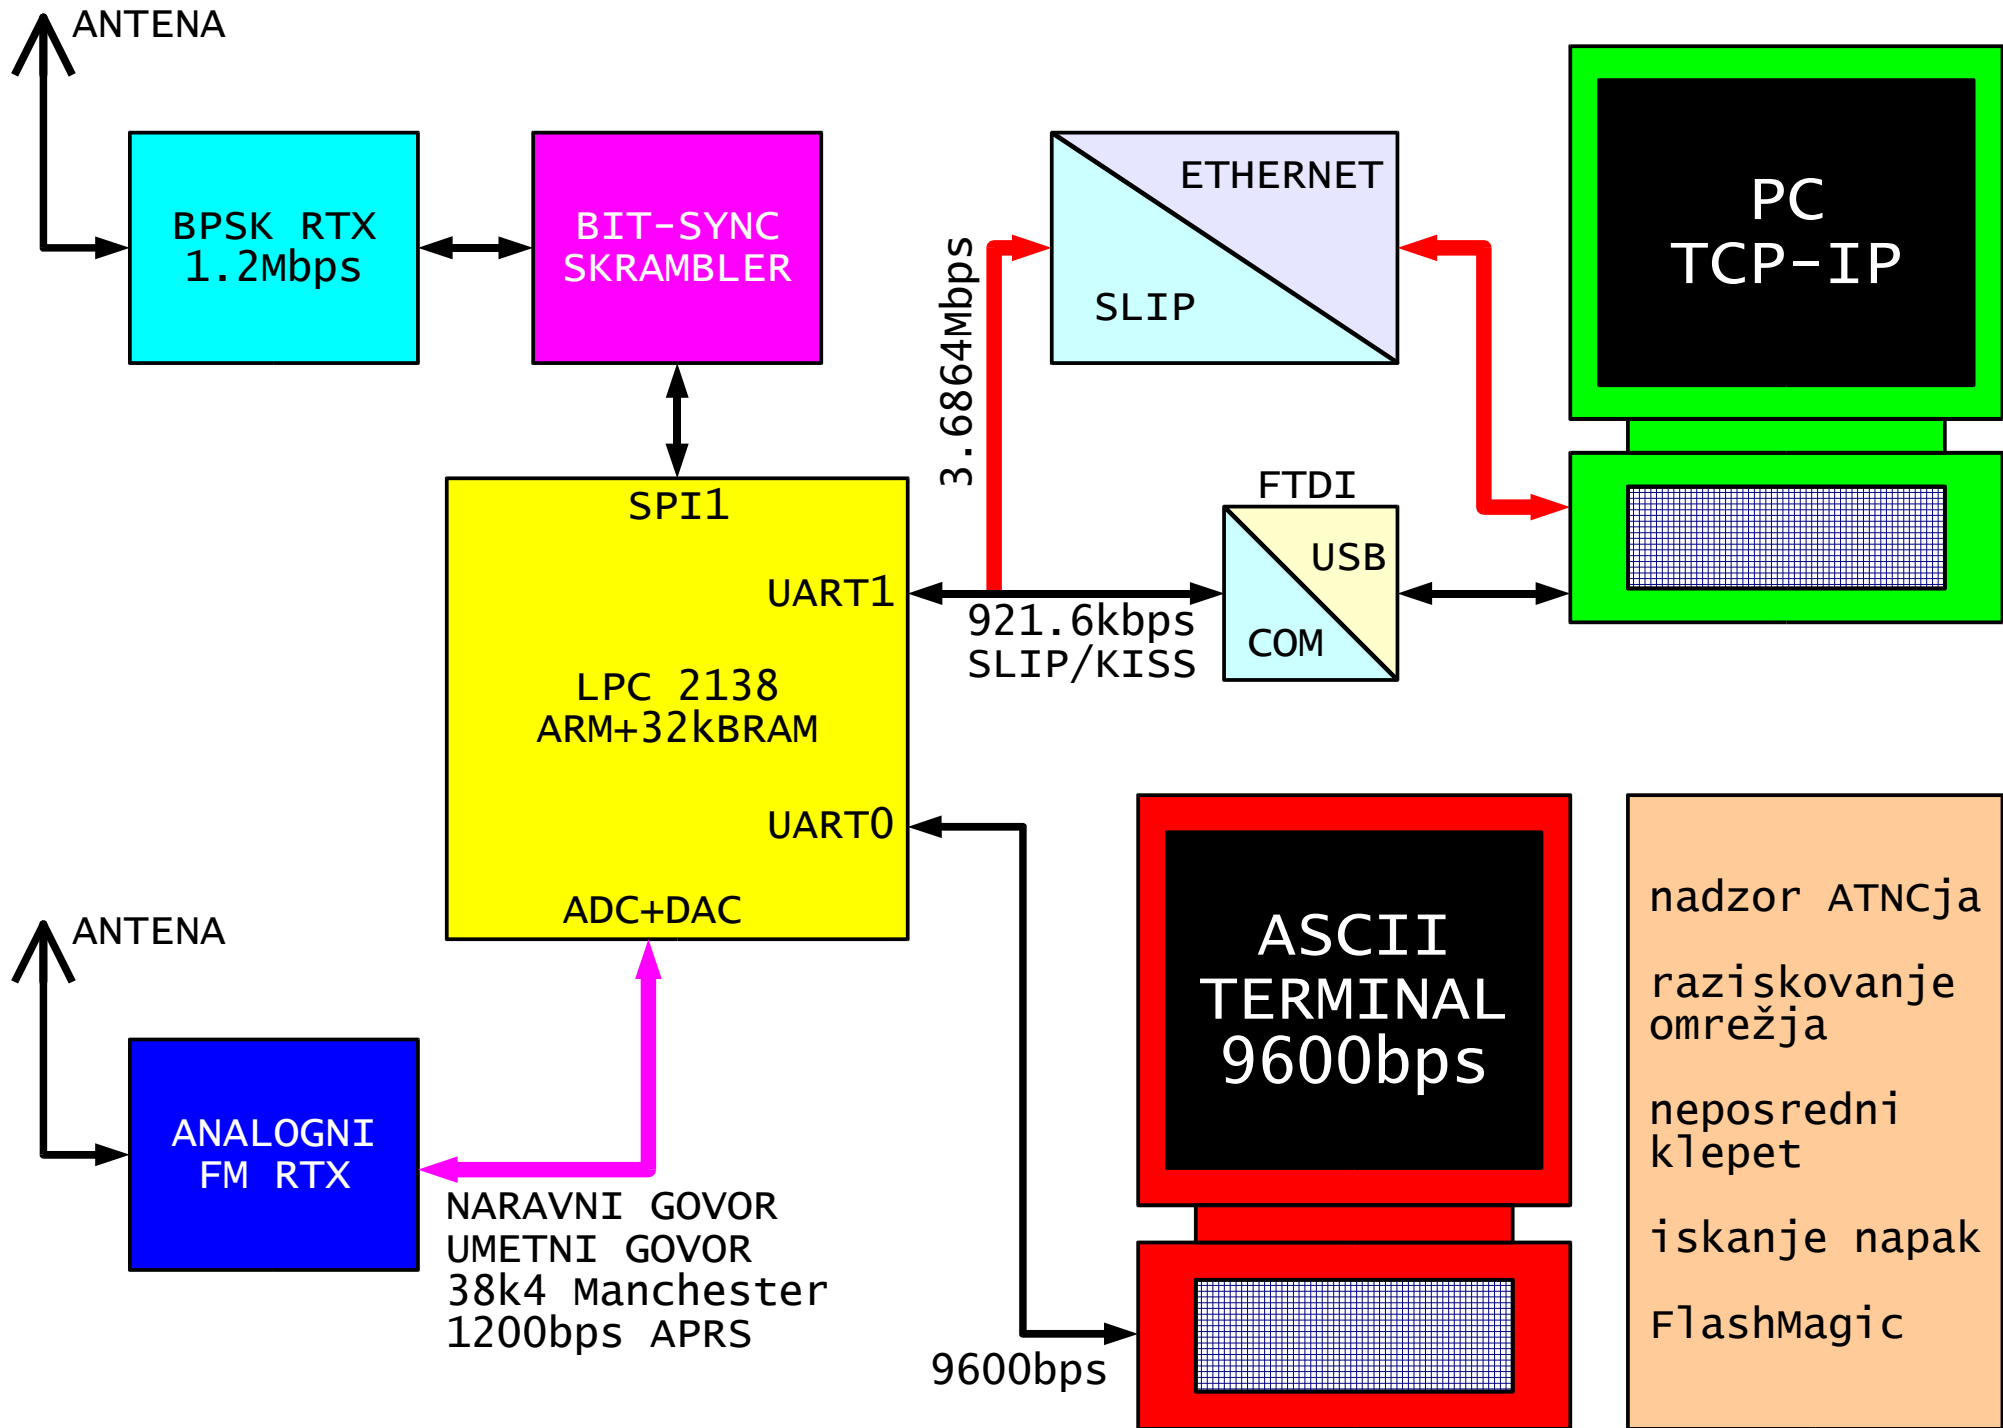 ANTENA
BPSK RTX
1.2Mbps
BIT-SYNC
SKRAMBLER
ETHERNET
SLIP
3.6864Mbps
PC
TCP-IP
SPI1
UART1
LPC 2138
ARM+32kBRAM
UART0
ADC+DAC
921.6kbps
SLIP/KISS
FTDI
USB
COM
ANTENA
ANALOGNI
FM RTX
NARAVNI GOVOR
UMETNI GOVOR
38k4 Manchester
1200bps APRS
9600bps
ASCII
TERMINAL
9600bps
nadzor ATNCja
raziskovanje
omrežja
neposredni
klepet
iskanje napak
FlashMagic